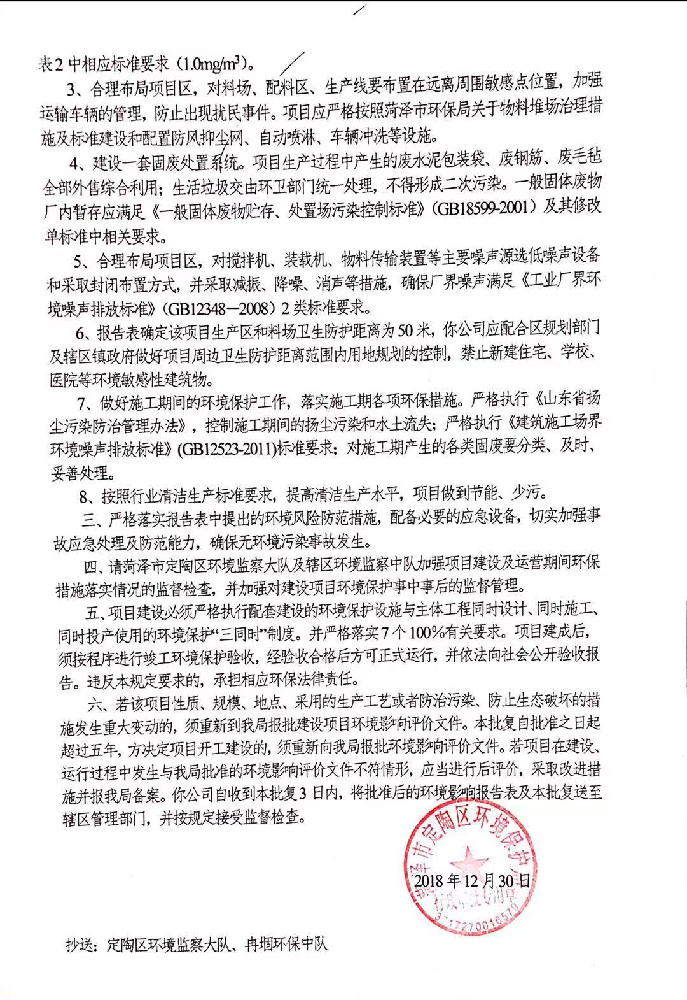 表2中相应标准要求（1.0mg/m³）。
3、合理布局项目区，对料场、配料区、生产线要布置在远离周围敏感点位置，加强
运输车辆的管理，防止出现扰民事件。项目应严格按照菏泽市环保局关于物料堆场治理措
施及标准建设和配置防风抑尘网、自动喷淋、车辆冲洗等设施。
4、建设一套固废处置系统。项目生产过程中产生的废水泥包装袋、废钢筋、废毛毡
全部外售综合利用；生活垃圾交由环卫部门统一处理，不得形成二次污染。一般固体废物
厂内暂存应满足《一般固体废物贮存、处置场污染控制标准》（GB18599-2001）及其修改
单标准中相关要求。
5、合理布局项目区，对搅拌机、装载机、物料传输装置等主要噪声源选低噪声设备
和采取封闭布置方式，并采取减振、降噪、消声等措施，确保厂界噪声满足《工业厂界环
境噪声排放标准》（GB12348—2008）2类标准要求。
6、报告表确定该项目生产区和料场卫生防护距离为50米，你公司应配合区规划部门
及辖区镇政府做好项目周边卫生防护距离范围内用地规划的控制，禁止新建住宅、学校、
医院等环境敏感性建筑物。
7、做好施工期间的环境保护工作，落实施工期各项环保措施。严格执行《山东省扬
尘污染防治管理办法》，控制施工期间的扬尘污染和水土流失；严格执行《建筑施工场界
环境噪声排放标准》(GB12523-2011)标准要求；对施工期产生的各类固废要分类、及时、
妥善处理。
8、按照行业清洁生产标准要求，提高清洁生产水平，项目做到节能、少污。
三、严格落实报告表中提出的环境风险防范措施，配备必要的应急设备，切实加强事
故应急处理及防范能力，确保无环境污染事故发生。
四、请菏泽市定陶区环境监察大队及辖区环境监察中队加强项目建设及运营期间环保
措施落实情况的监督检查，并加强对建设项目环境保护事中事后的监督管理。
五、项目建设必须严格执行配套建设的环境保护设施与主体工程同时设计、同时施工、
同时投产使用的环境保护“三同时”制度。并严格落实7个100%有关要求。项目建成后，
须按程序进行竣工环境保护验收，经验收合格后方可正式运行，并依法向社会公开验收报
告。违反本规定要求的，承担相应环保法律责任。
六、若该项目性质、规模、地点、采用的生产工艺或者防治污染、防止生态破坏的措
施发生重大变动的，须重新到我局报批建设项目环境影响评价文件。本批复自批准之日起
超过五年，方决定项目开工建设的，须重新向我局报批环境影响评价文件。若项目在建设、
运行过程中发生与我局批准的环境影响评价文件不符情形，应当进行后评价，采取改进措
施并报我局备案。你公司自收到本批复3日内，将批准后的环境影响报告表及本批复送至
辖区管理部门，并按规定接受监督检查。
菏泽市定陶区环境保护局
2018年12月30日
行政审批专用章
3717270016579
抄送：定陶区环境监察大队、冉堌环保中队